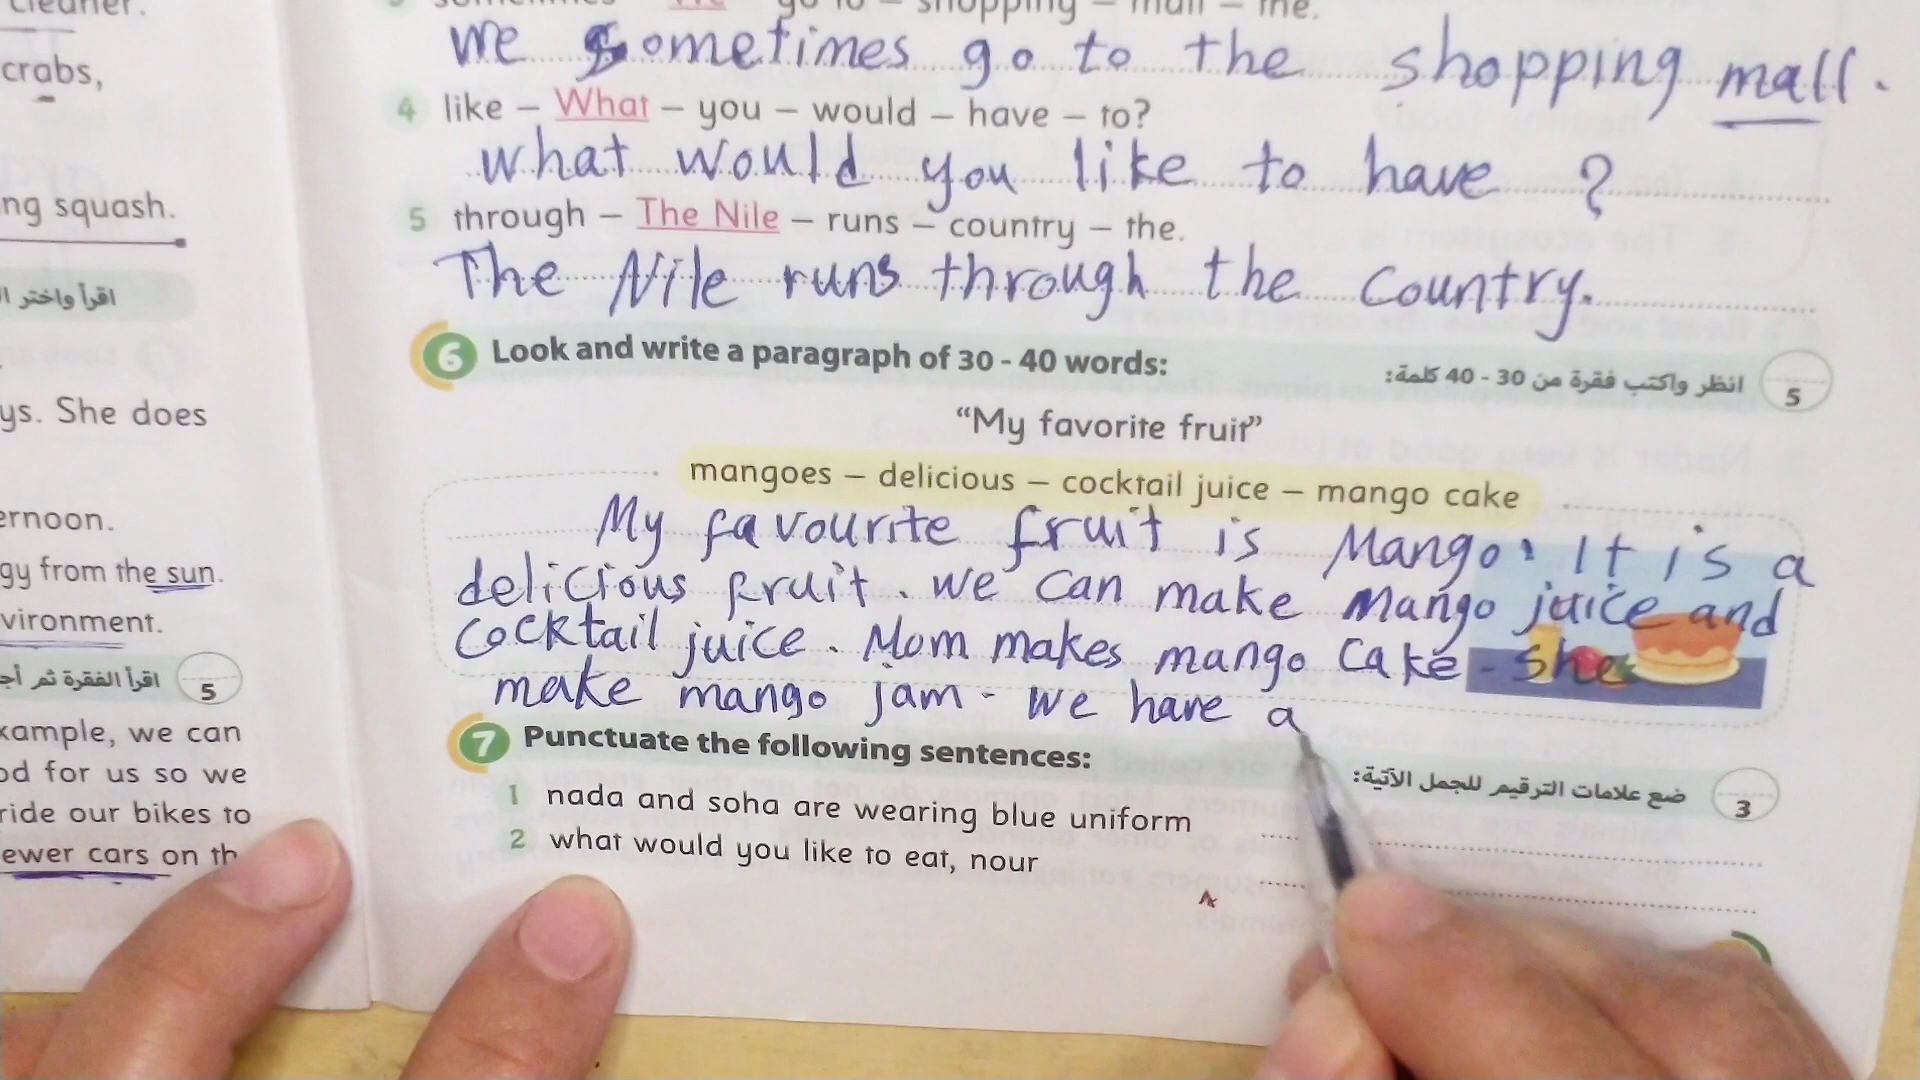 cleaner.
crabs,
ng squash.
اقرأ واختر
ys. She does
ernoon.
gy from the sun.
vironment.
اقرأ الفقرة ثم
5
xample, we can
od for us so we
ride our bikes to
ewer cars on th
We sometimes go to the shopping mall.
4 like – What – you – would – have – to?
what would you like to have ?
5 through – The Nile – runs – country – the.
The Nile runs through the country.
6 Look and write a paragraph of 30 - 40 words:
انظر واكتب فقرة من 30 - 40 كلمة:
5
“My favorite fruit”
mangoes – delicious – cocktail juice – mango cake
My favourite fruit is Mango. It is a
delicious fruit. we can make mango juice and
cocktail juice. Mom makes mango cake. she
make mango jam. we have a
7 Punctuate the following sentences:
ضع علامات الترقيم للجمل الآتية:
3
1 nada and soha are wearing blue uniform
2 what would you like to eat, nour